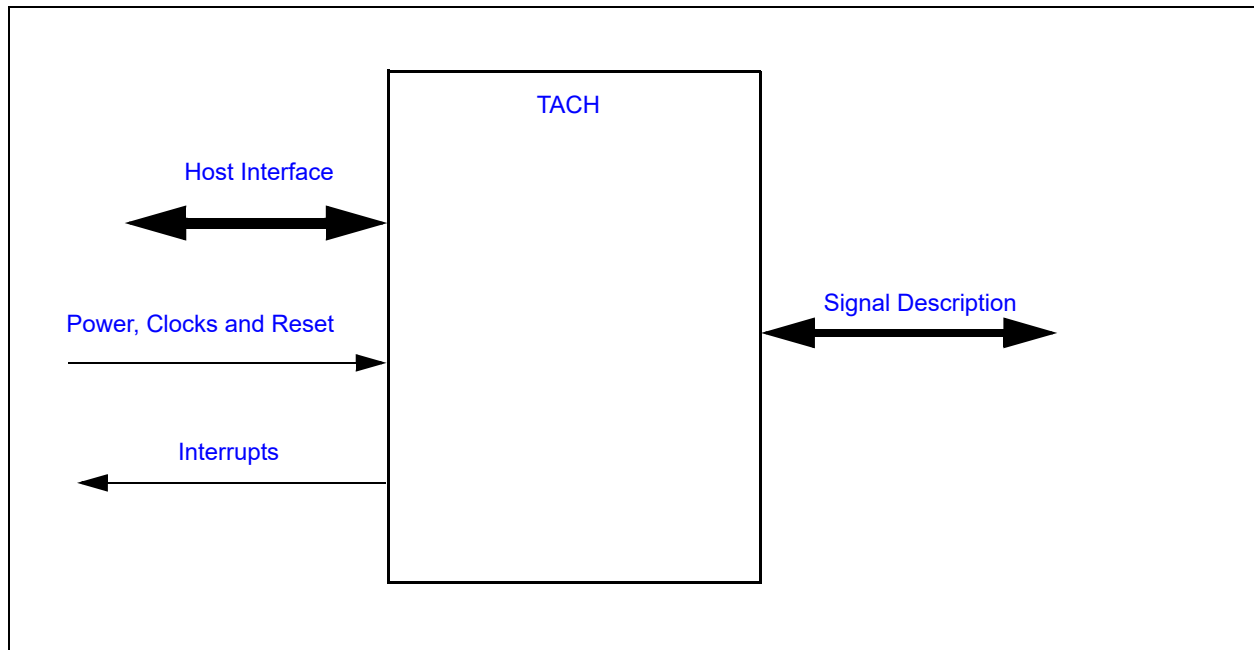 TACH
Host Interface
Signal Description
Power, Clocks and Reset
Interrupts